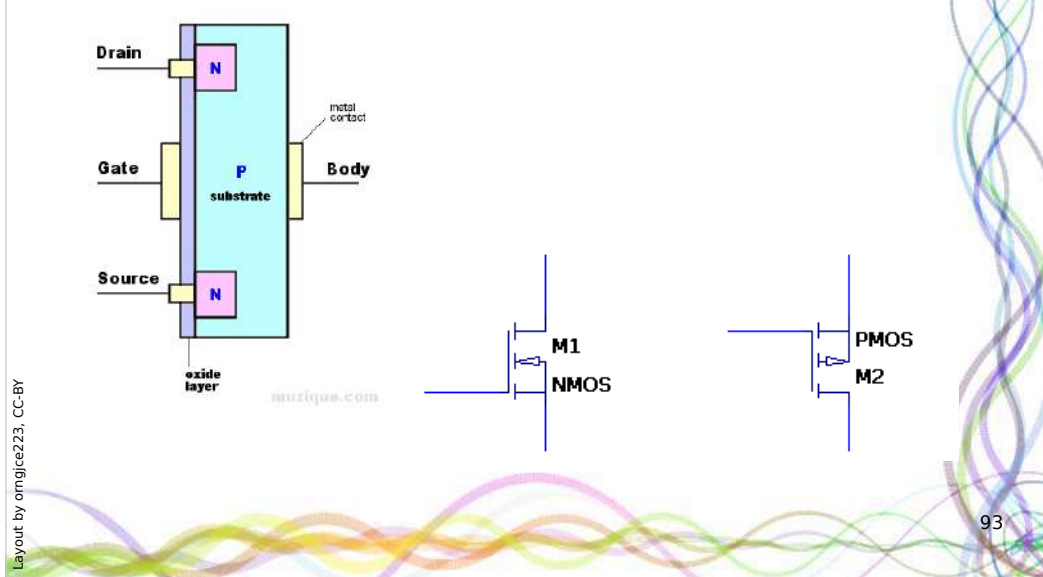 Drain
N
metal
contact
Gate
P
substrate
Body
Source
N
oxide
layer
muzique.com
M1
NMOS
PMOS
M2
Layout by orngjce223, CC-BY
93